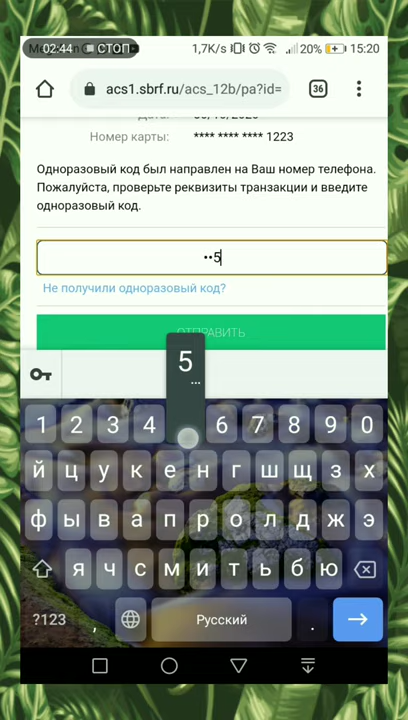 02:44 СТОП 1,7K/s 20% 15:20
acs1.sbrf.ru/acs_12b/pa?id= 36
Номер карты: **** **** **** 1223
Одноразовый код был направлен на Ваш номер телефона.
Пожалуйста, проверьте реквизиты транзакции и введите
одноразовый код.
••5
Не получили одноразовый код?
ОТПРАВИТЬ
5
...
1 2 3 4 6 7 8 9 0
й ц у к е н г ш щ з х
ф ы в а п р о л д ж э
я ч с м и т ь б ю
?123 , Русский .